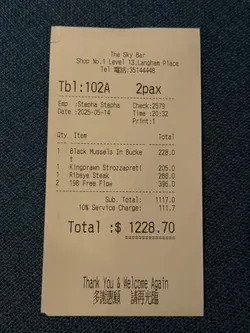 The Sky Bar
Shop No.1 Level 13,Langham Place
Tel 電話:35144448
Tbl:102A 2pax
Emp :Stepha Stepha Check:2579
Date :2025-05-14 Time :20:32
Print:1
Qty Item Total
1 Black Mussels In Bucke 228.0
t
1 Kingprawn Strozzapreti 205.0
1 Ribeye Steak 288.0
2 198 Free Flow 396.0
Sub. Total: 1117.0
10% Service Charge: 111.7
Total :$ 1228.70
Thank You & Welcome Again
多謝惠顧 請再光臨